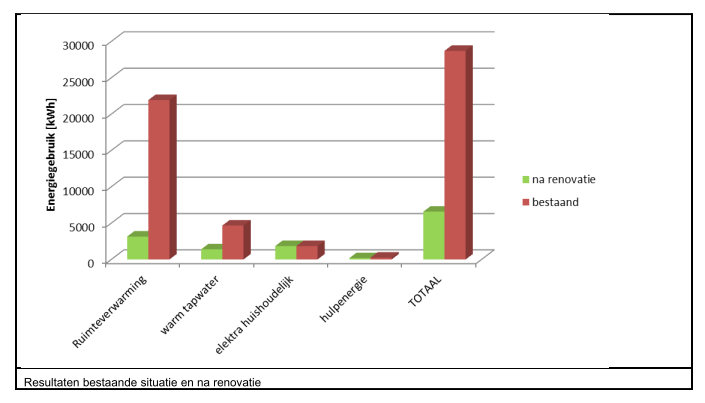 30000
25000
20000
15000
10000
5000
0
Energiegebruik [kWh]
Ruimteverwarming
warm tapwater
elektra huishoudelijk
hulpenergie
TOTAAL
na renovatie
bestaand
Resultaten bestaande situatie en na renovatie